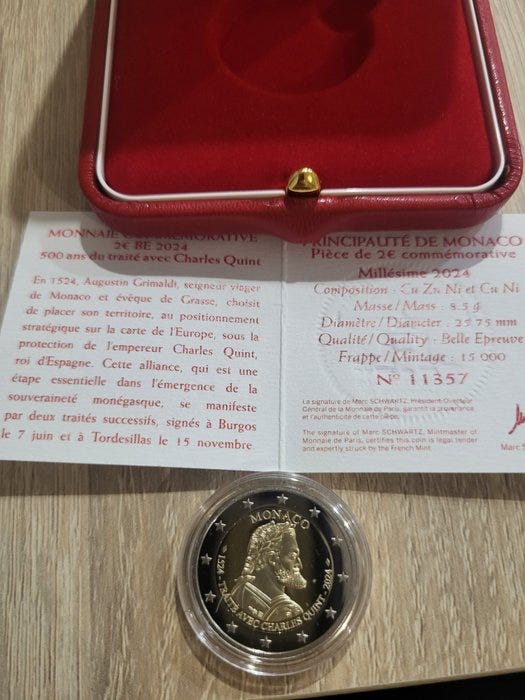 MONNAIE COMMÉMORATIVE
2€ BE 2024
500 ans du traité avec Charles Quint
En 1524, Augustin Grimaldi, seigneur viager
de Monaco et évêque de Grasse, choisit
de placer son territoire, au positionnement
stratégique sur la carte de l'Europe, sous la
protection de l'empereur Charles Quint,
roi d'Espagne. Cette alliance, qui est une
étape essentielle dans l'émergence de la
souveraineté monégasque, se manifeste
par deux traités successifs, signés à Burgos
le 7 juin et à Tordesillas le 15 novembre.
PRINCIPAUTÉ DE MONACO
Pièce de 2€ commémorative
Millésime 2024
Composition : Cu Zn Ni et Cu Ni
Masse/Mass : 8.5 g
Diamètre/Diameter : 25.75 mm
Qualité/Quality : Belle Epreuve
Frappe/Mintage : 15 000
N° 11357
La signature de Marc SCHWARTZ, Président Directeur
Général de la Monnaie de Paris, garantit la provenance
et l'authenticité de cette pièce.
The signature of Marc SCHWARTZ, Mintmaster of
Monnaie de Paris, certifies this coin is legal tender
and expertly struck by the French Mint.
Marc S
MONACO
1524 - TRAITÉ AVEC CHARLES QUINT - 2024